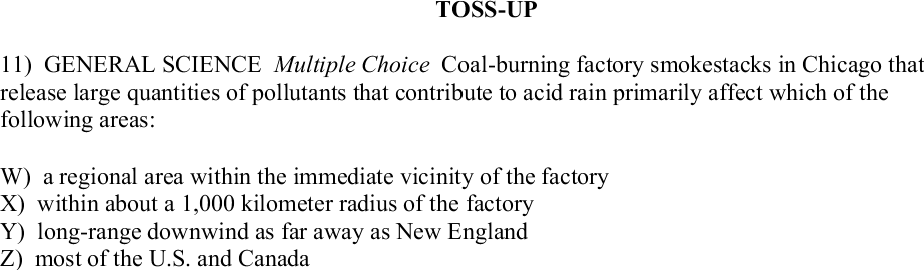 TOSS-UP
11) GENERAL SCIENCE Multiple Choice Coal-burning factory smokestacks in Chicago that
release large quantities of pollutants that contribute to acid rain primarily affect which of the
following areas:
W) a regional area within the immediate vicinity of the factory
X) within about a 1,000 kilometer radius of the factory
Y) long-range downwind as far away as New England
Z) most of the U.S. and Canada